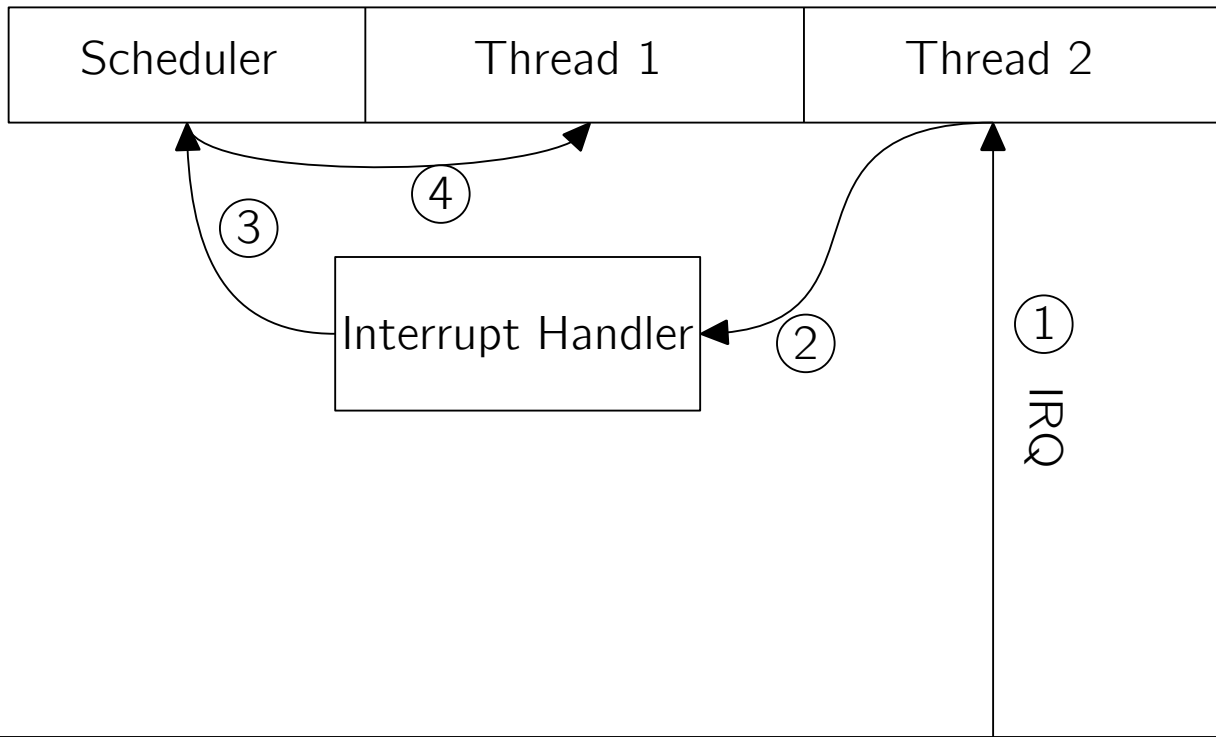 Scheduler
Thread 1
Thread 2
4
3
Interrupt Handler
2
1
IRQ